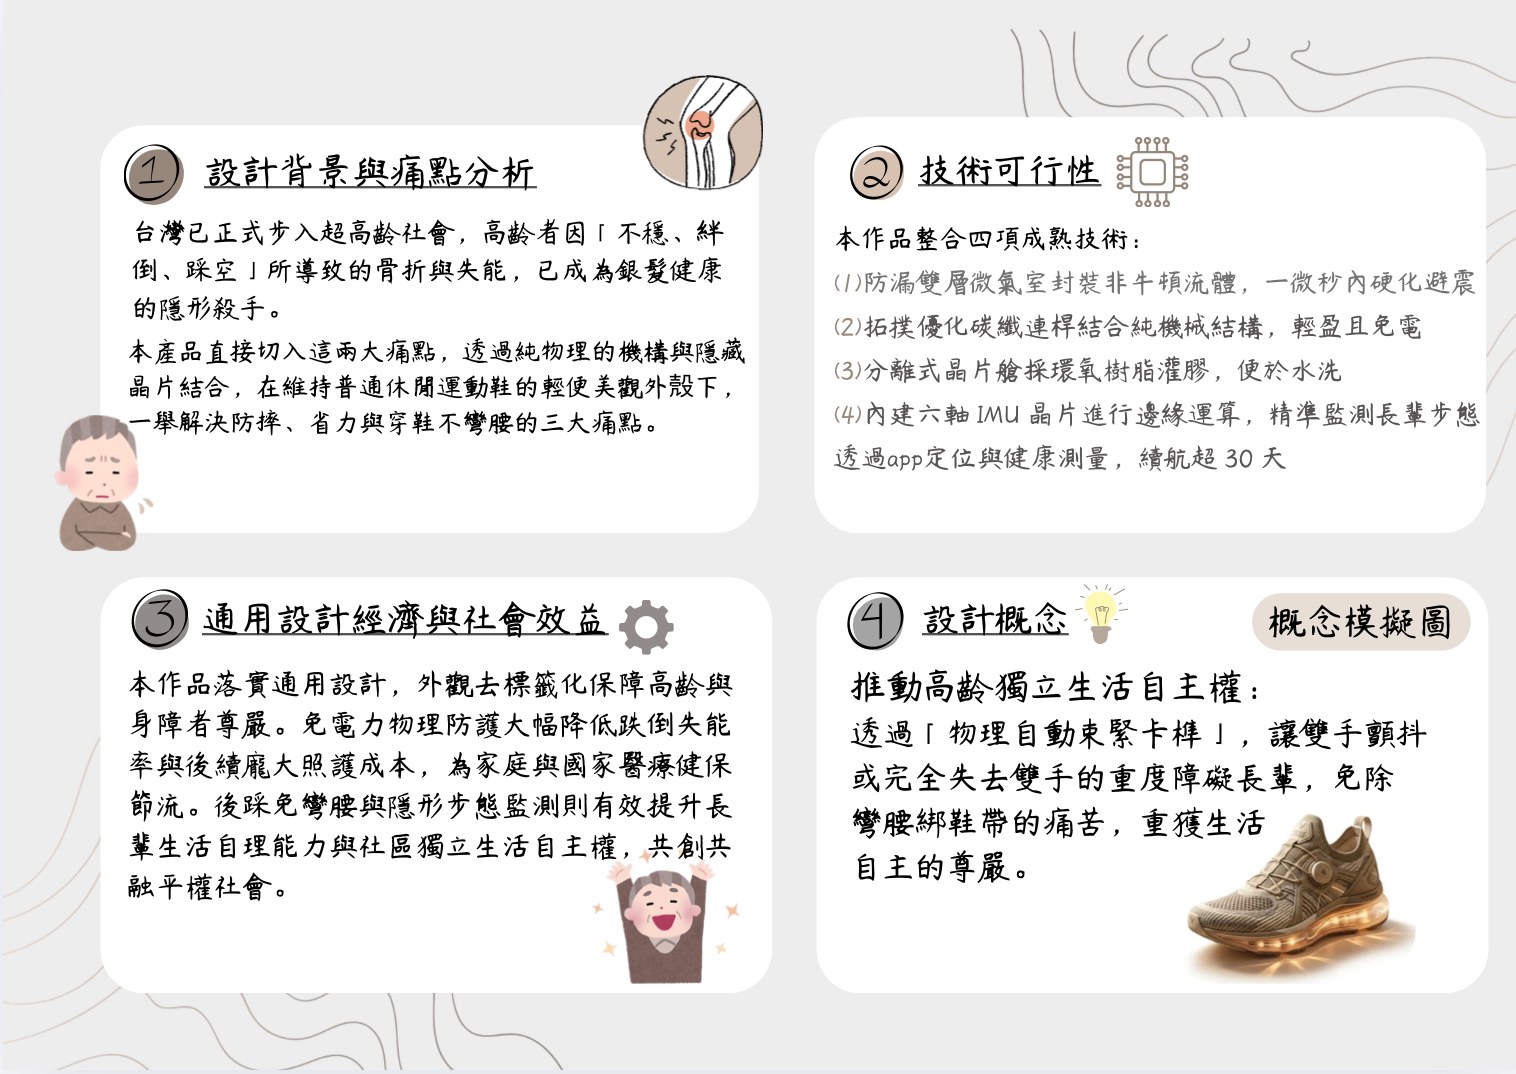 1 設計背景與痛點分析
台灣已正式步入超高齡社會，高齡者因「不穩、絆
倒、踩空」所導致的骨折與失能，已成為銀髮健康
的隱形殺手。
本產品直接切入這兩大痛點，透過純物理的機構與隱藏
晶片結合，在維持普通休閒運動鞋的輕便美觀外殼下，
一舉解決防摔、省力與穿鞋不彎腰的三大痛點。
2 技術可行性
本作品整合四項成熟技術：
(1)防漏雙層微氣室封裝非牛頓流體，一微秒內硬化避震
(2)拓撲優化碳纖連桿結合純機械結構，輕盈且免電
(3)分離式晶片艙採環氧樹脂灌膠，便於水洗
(4)內建六軸 IMU 晶片進行邊緣運算，精準監測長輩步態
透過app定位與健康測量，續航超 30 天
3 通用設計經濟與社會效益
本作品落實通用設計，外觀去標籤化保障高齡與
身障者尊嚴。免電力物理防護大幅降低跌倒失能
率與後續龐大照護成本，為家庭與國家醫療健保
節流。後踩免彎腰與隱形步態監測則有效提升長
輩生活自理能力與社區獨立生活自主權，共創共
融平權社會。
4 設計概念
概念模擬圖
推動高齡獨立生活自主權：
透過「物理自動束緊卡榫」，讓雙手顫抖
或完全失去雙手的重度障礙長輩，免除
彎腰綁鞋帶的痛苦，重獲生活
自主的尊嚴。